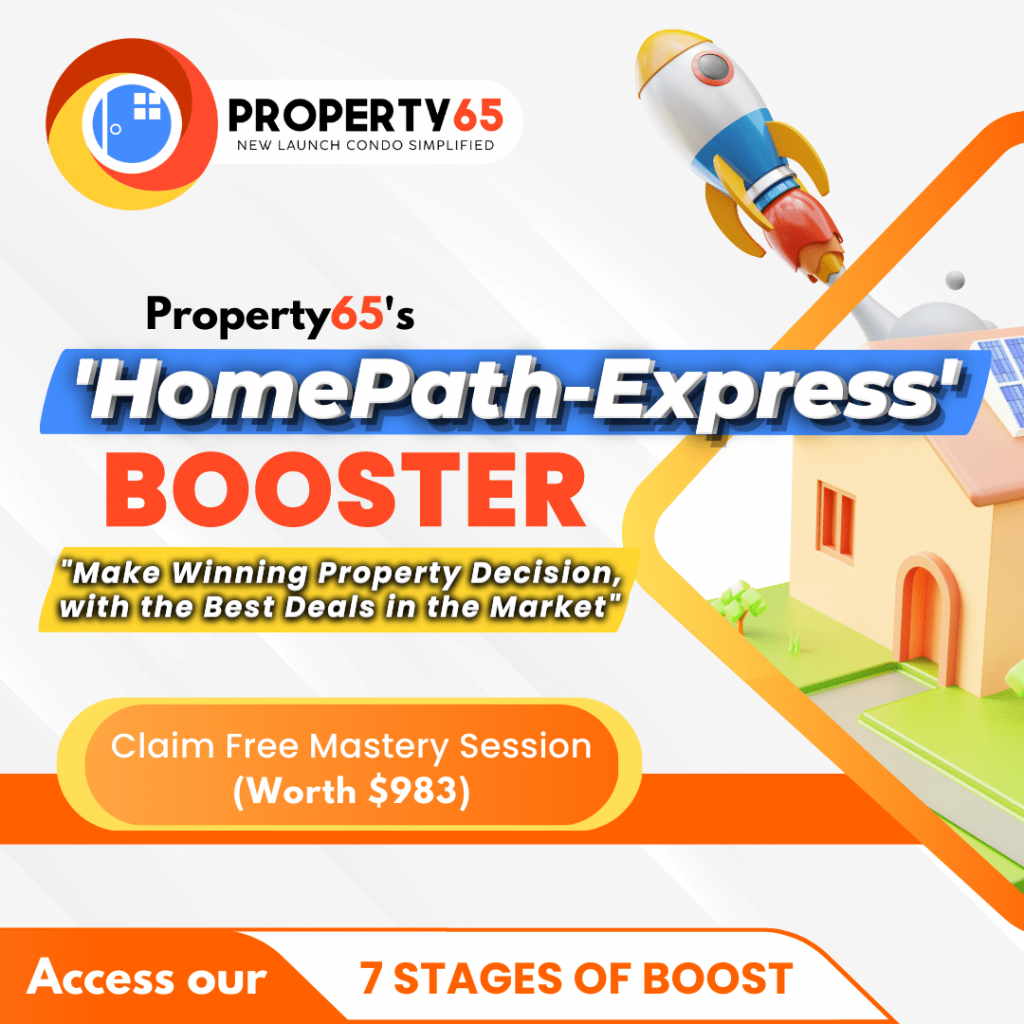 PROPERTY65
NEW LAUNCH CONDO SIMPLIFIED
Property65's
'HomePath-Express'
BOOSTER
"Make Winning Property Decision,
with the Best Deals in the Market"
Claim Free Mastery Session
(Worth $983)
Access our 7 STAGES OF BOOST